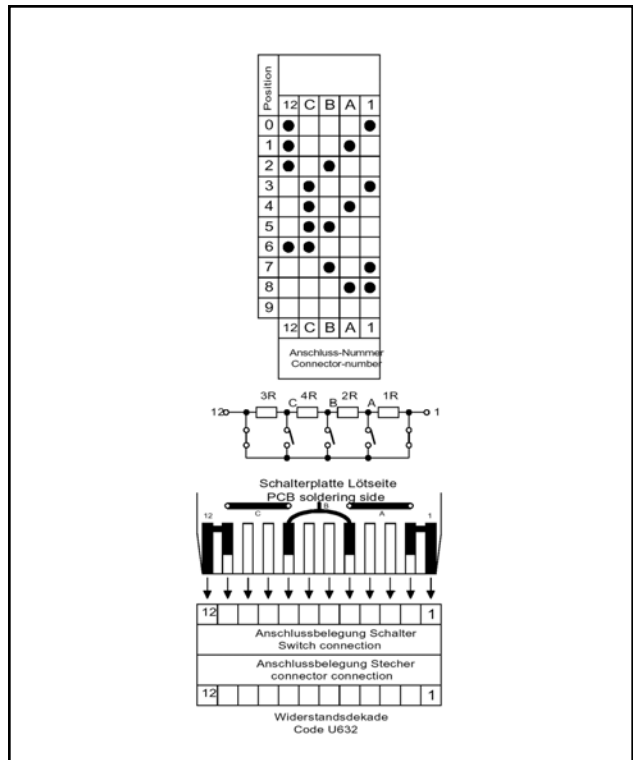 Position
12 C B A 1
0
1
2
3
4
5
6
7
8
9
12 C B A 1
Anschluss-Nummer
Connector-number
3R C 4R B 2R A 1R
12 1
Schalterplatte Lötseite
PCB soldering side
12 C B A 1
12 1
Anschlussbelegung Schalter
Switch connection
Anschlussbelegung Stecher
connector connection
12 1
Widerstandsdekade
Code U632